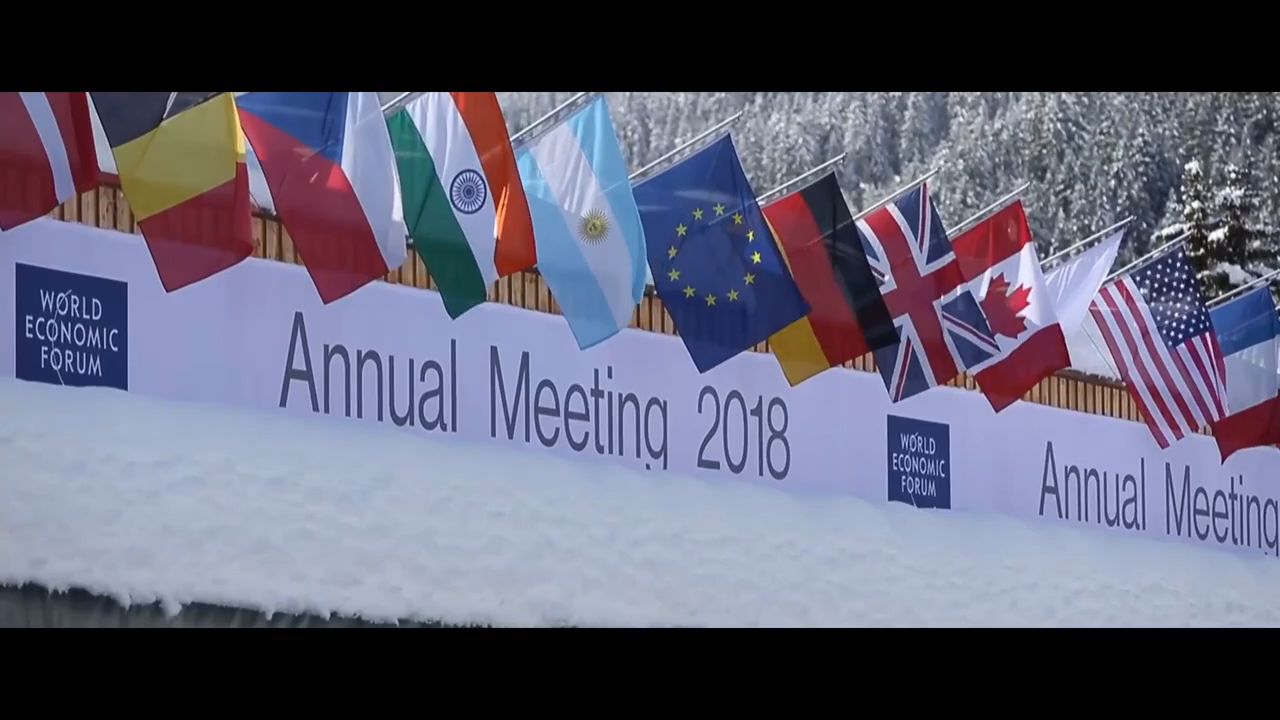 WORLD
ECONOMIC
FORUM
Annual Meeting 2018
WORLD
ECONOMIC
FORUM
Annual Meeting